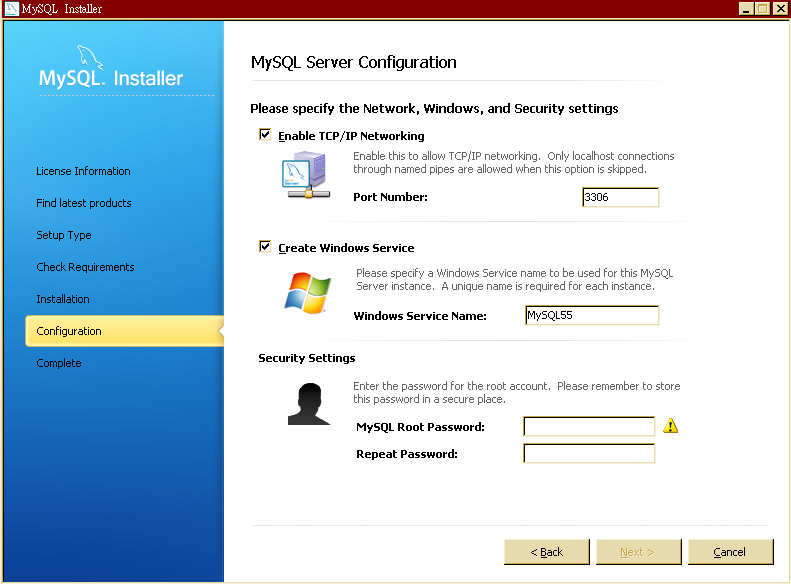 MySQL Installer
MySQL. Installer
License Information
Find latest products
Setup Type
Check Requirements
Installation
Configuration
Complete
MySQL Server Configuration
Please specify the Network, Windows, and Security settings
Enable TCP/IP Networking
Enable this to allow TCP/IP networking. Only localhost connections
through named pipes are allowed when this option is skipped.
Server
Port Number:
3306
Create Windows Service
Please specify a Windows Service name to be used for this MySQL
Server instance. A unique name is required for each instance.
Windows Service Name:
MySQL55
Security Settings
Enter the password for the root account. Please remember to store
this password in a secure place.
MySQL Root Password:
Repeat Password:
< Back
Next >
Cancel